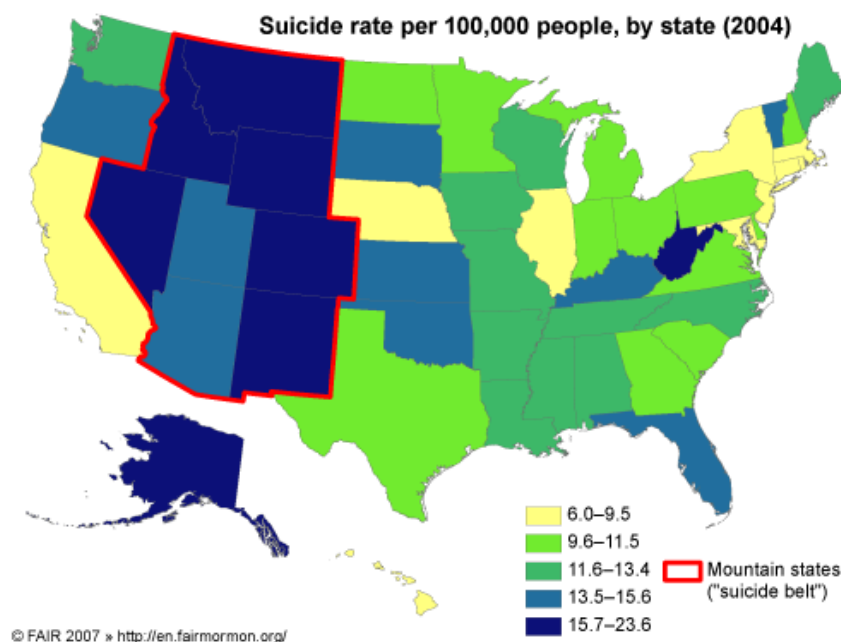 Suicide rate per 100,000 people, by state (2004)
6.0–9.5
9.6–11.5
11.6–13.4
13.5–15.6
15.7–23.6
Mountain states
("suicide belt")
© FAIR 2007 » http://en.fairmormon.org/